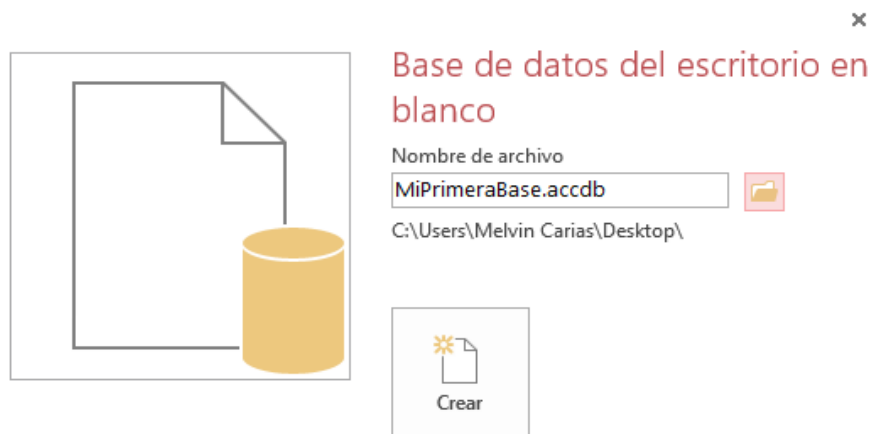 Base de datos del escritorio en
blanco
Nombre de archivo
MiPrimeraBase.accdb
C:\Users\Melvin Carias\Desktop\
Crear